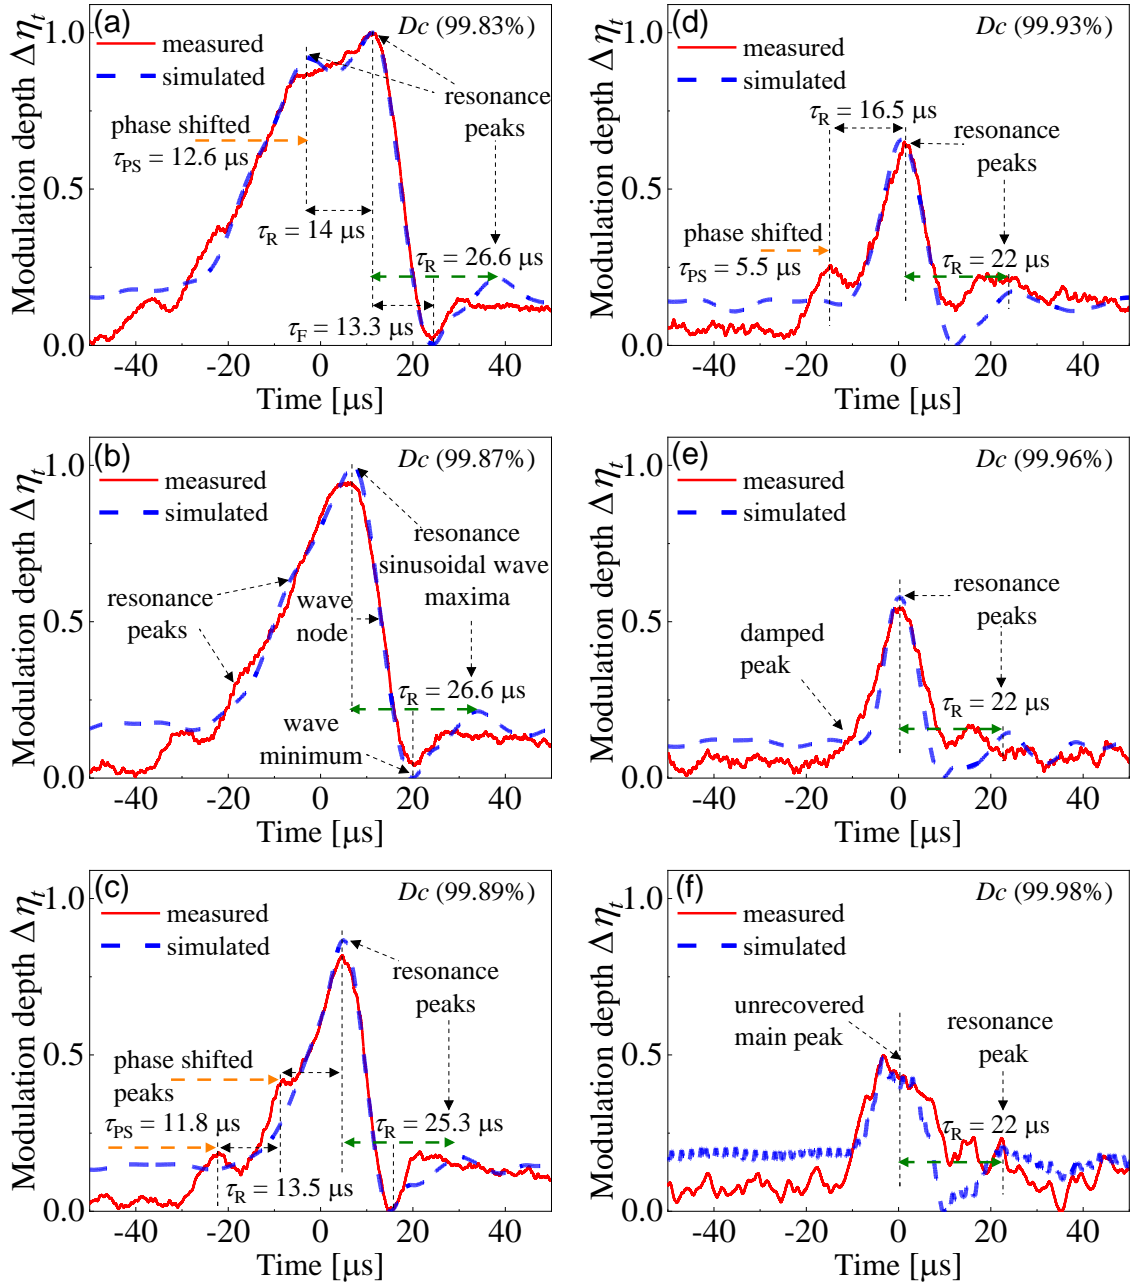 (a)
Dc (99.83%)
measured
simulated
resonance
peaks
phase shifted
τPS = 12.6 μs
τR = 14 μs
τR = 26.6 μs
τF = 13.3 μs
Modulation depth Δηt
1.0
0.5
0.0
-40 -20 0 20 40
Time [μs]
(b)
Dc (99.87%)
measured
simulated
resonance
sinusoidal wave
maxima
resonance
peaks
wave
node
τR = 26.6 μs
wave
minimum
Modulation depth Δηt
1.0
0.5
0.0
-40 -20 0 20 40
Time [μs]
(c)
Dc (99.89%)
measured
simulated
resonance
peaks
phase shifted
peaks
τPS = 11.8 μs
τR = 25.3 μs
τR = 13.5 μs
Modulation depth Δηt
1.0
0.5
0.0
-40 -20 0 20 40
Time [μs]
(d)
Dc (99.93%)
measured
simulated
τR = 16.5 μs
resonance
peaks
phase shifted
τPS = 5.5 μs
τR = 22 μs
Modulation depth Δηt
1.0
0.5
0.0
-40 -20 0 20 40
Time [μs]
(e)
Dc (99.96%)
measured
simulated
resonance
peaks
damped
peak
τR = 22 μs
Modulation depth Δηt
1.0
0.5
0.0
-40 -20 0 20 40
Time [μs]
(f)
Dc (99.98%)
measured
simulated
unrecovered
main peak
resonance
peak
τR = 22 μs
Modulation depth Δηt
1.0
0.5
0.0
-40 -20 0 20 40
Time [μs]